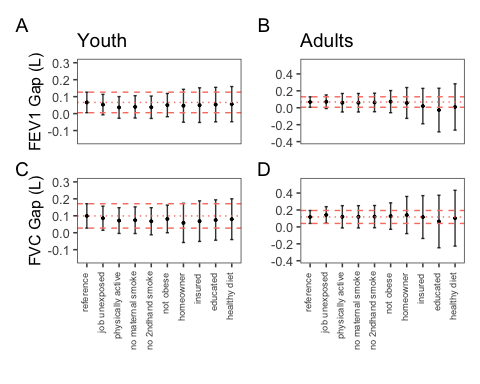 A
Youth
B
Adults
FEV1 Gap (L)
0.3
0.2
0.1
0.0
-0.1
0.4
0.2
0.0
-0.2
-0.4
C
D
FVC Gap (L)
0.3
0.2
0.1
0.0
-0.1
0.4
0.2
0.0
-0.2
-0.4
reference
job unexposed
physically active
no maternal smoke
no 2ndhand smoke
not obese
homeowner
insured
educated
healthy diet
reference
job unexposed
physically active
no maternal smoke
no 2ndhand smoke
not obese
homeowner
insured
educated
healthy diet